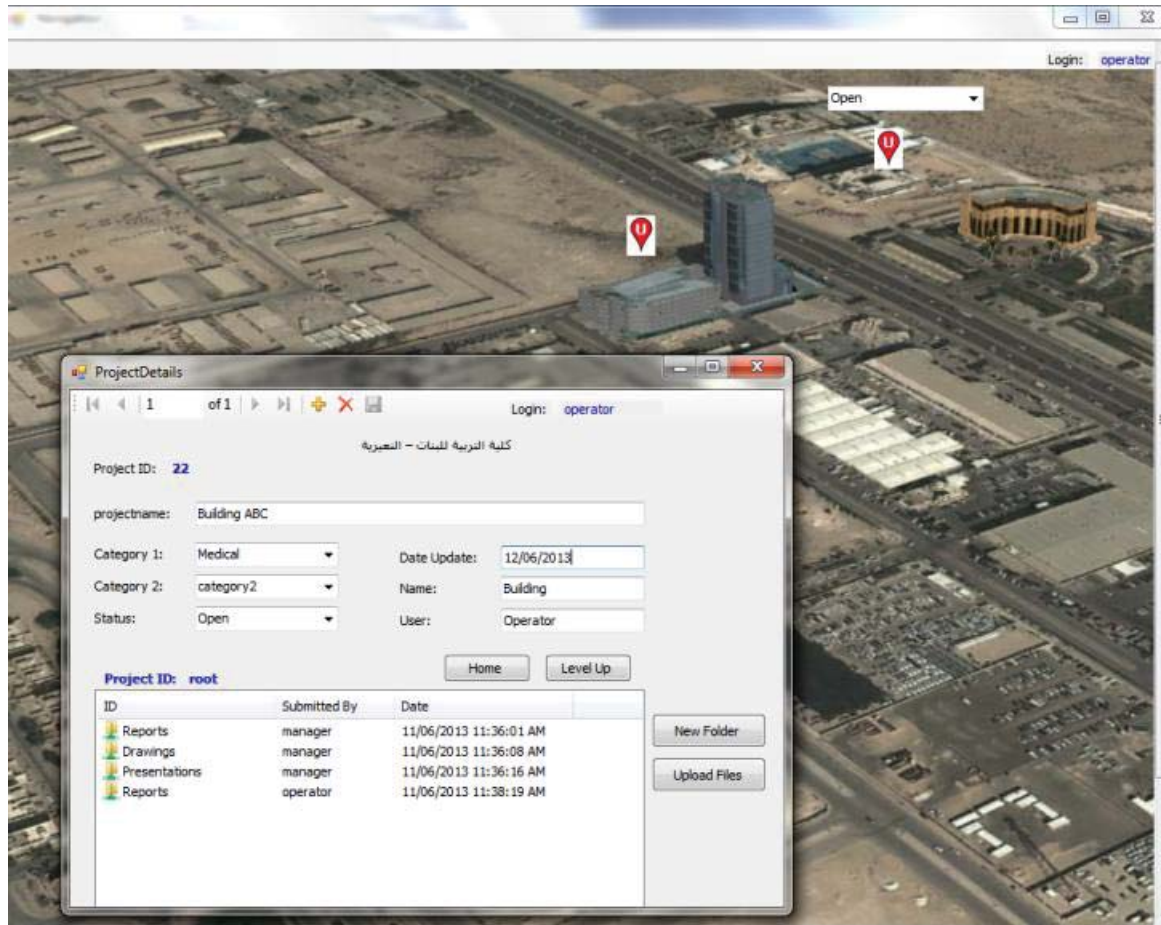 Login: operator
Open
U
U
ProjectDetails
1 of 1
Login: operator
كلية التربية للبنات – النعيرية
Project ID: 22
projectname: Building ABC
Category 1: Medical
Date Update: 12/06/2013
Category 2: category2
Name: Building
Status: Open
User: Operator
Home Level Up
Project ID: root
ID Submitted By Date
Reports manager 11/06/2013 11:36:01 AM
Drawings manager 11/06/2013 11:36:08 AM
Presentations manager 11/06/2013 11:36:16 AM
Reports operator 11/06/2013 11:38:19 AM
New Folder
Upload Files